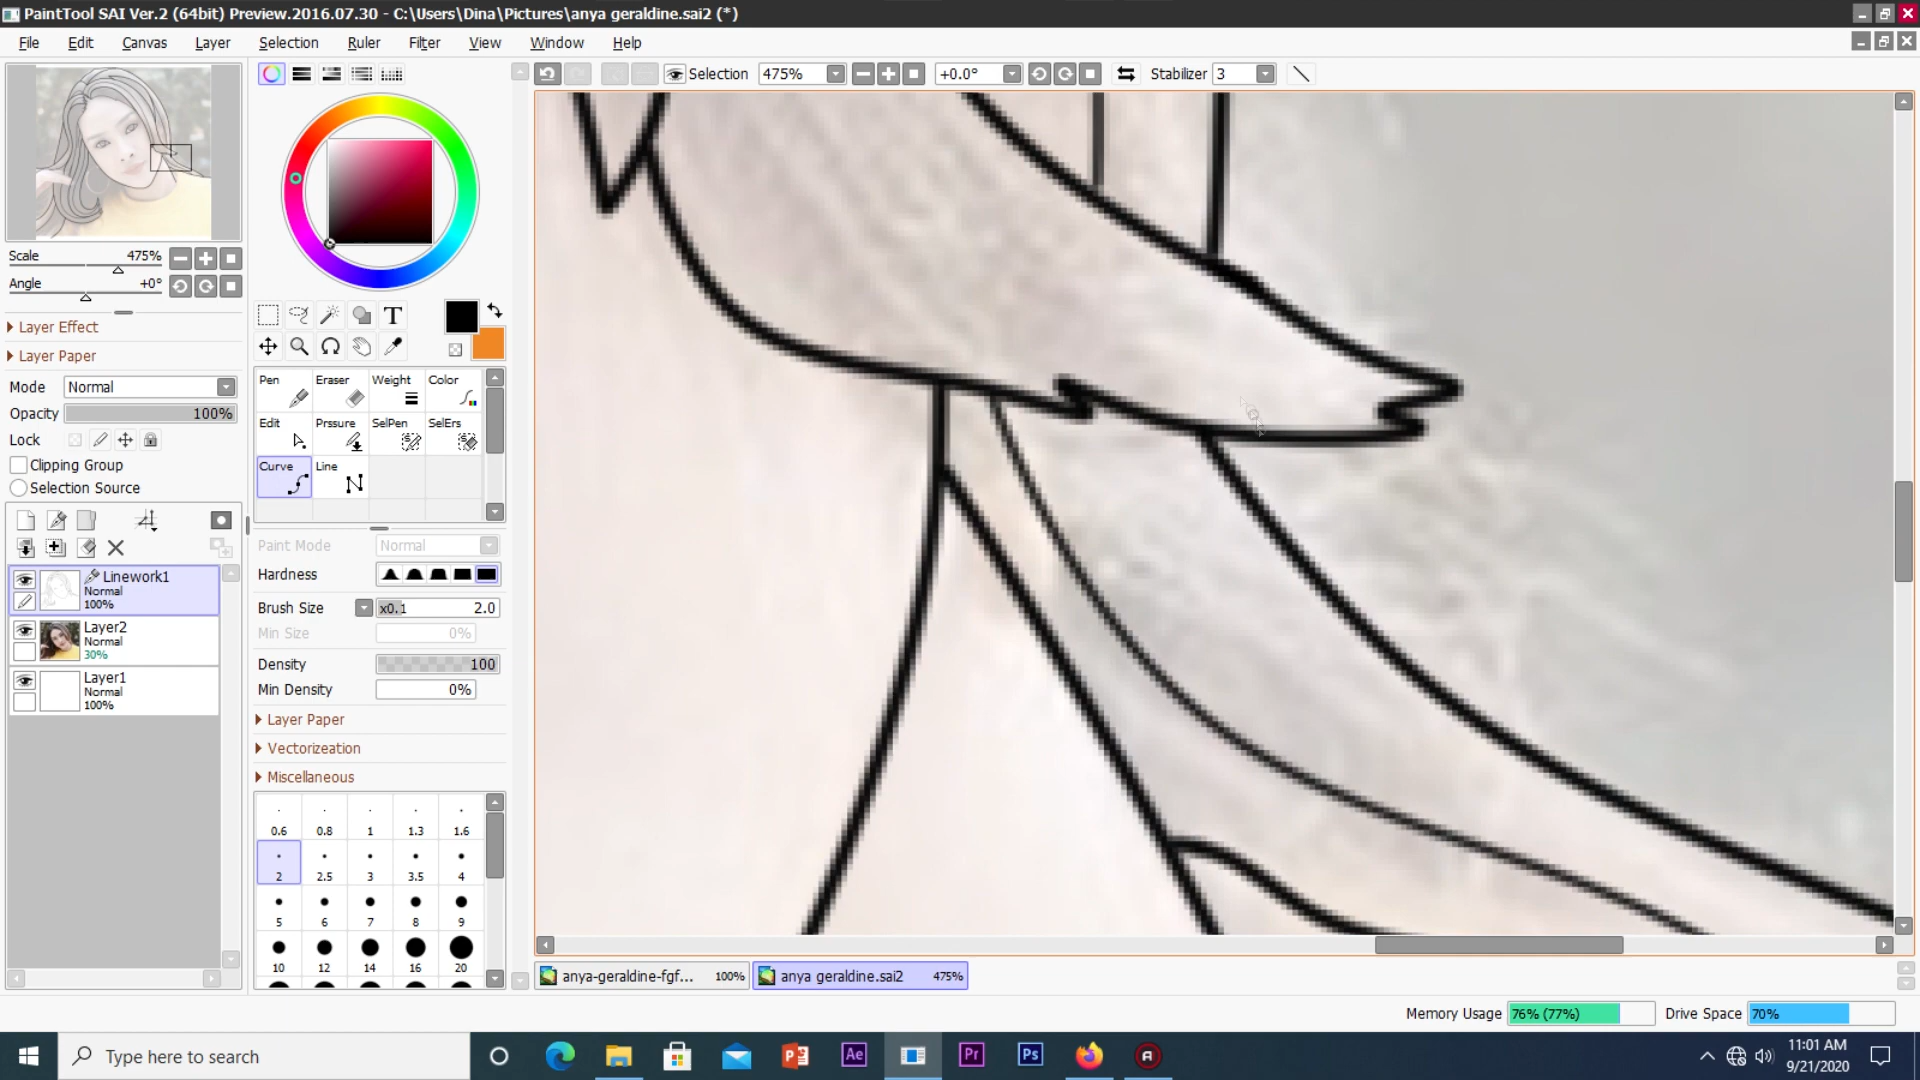 PaintTool SAI Ver.2 (64bit) Preview.2016.07.30 - C:\Users\Dina\Pictures\anya geraldine.sai2 (*)
File Edit Canvas Layer Selection Ruler Filter View Window Help
Selection 475% +0.0° Stabilizer 3
Scale 475%
Angle +0°
Layer Effect
Layer Paper
Mode Normal
Opacity 100%
Lock
Clipping Group
Selection Source
Linework1
Normal
100%
Layer2
Normal
30%
Layer1
Normal
100%
T
Pen Eraser Weight Color
Edit Prssure SelPen SelErs
Curve Line
Paint Mode Normal
Hardness
Brush Size x0.1 2.0
Min Size 0%
Density 100
Min Density 0%
Layer Paper
Vectorizeation
Miscellaneous
0.6 0.8 1 1.3 1.6
2 2.5 3 3.5 4
5 6 7 8 9
10 12 14 16 20
anya-geraldine-fgf... 100% anya geraldine.sai2 475%
Memory Usage 76% (77%) Drive Space 70%
Type here to search
Ae Pr Ps
11:01 AM
9/21/2020